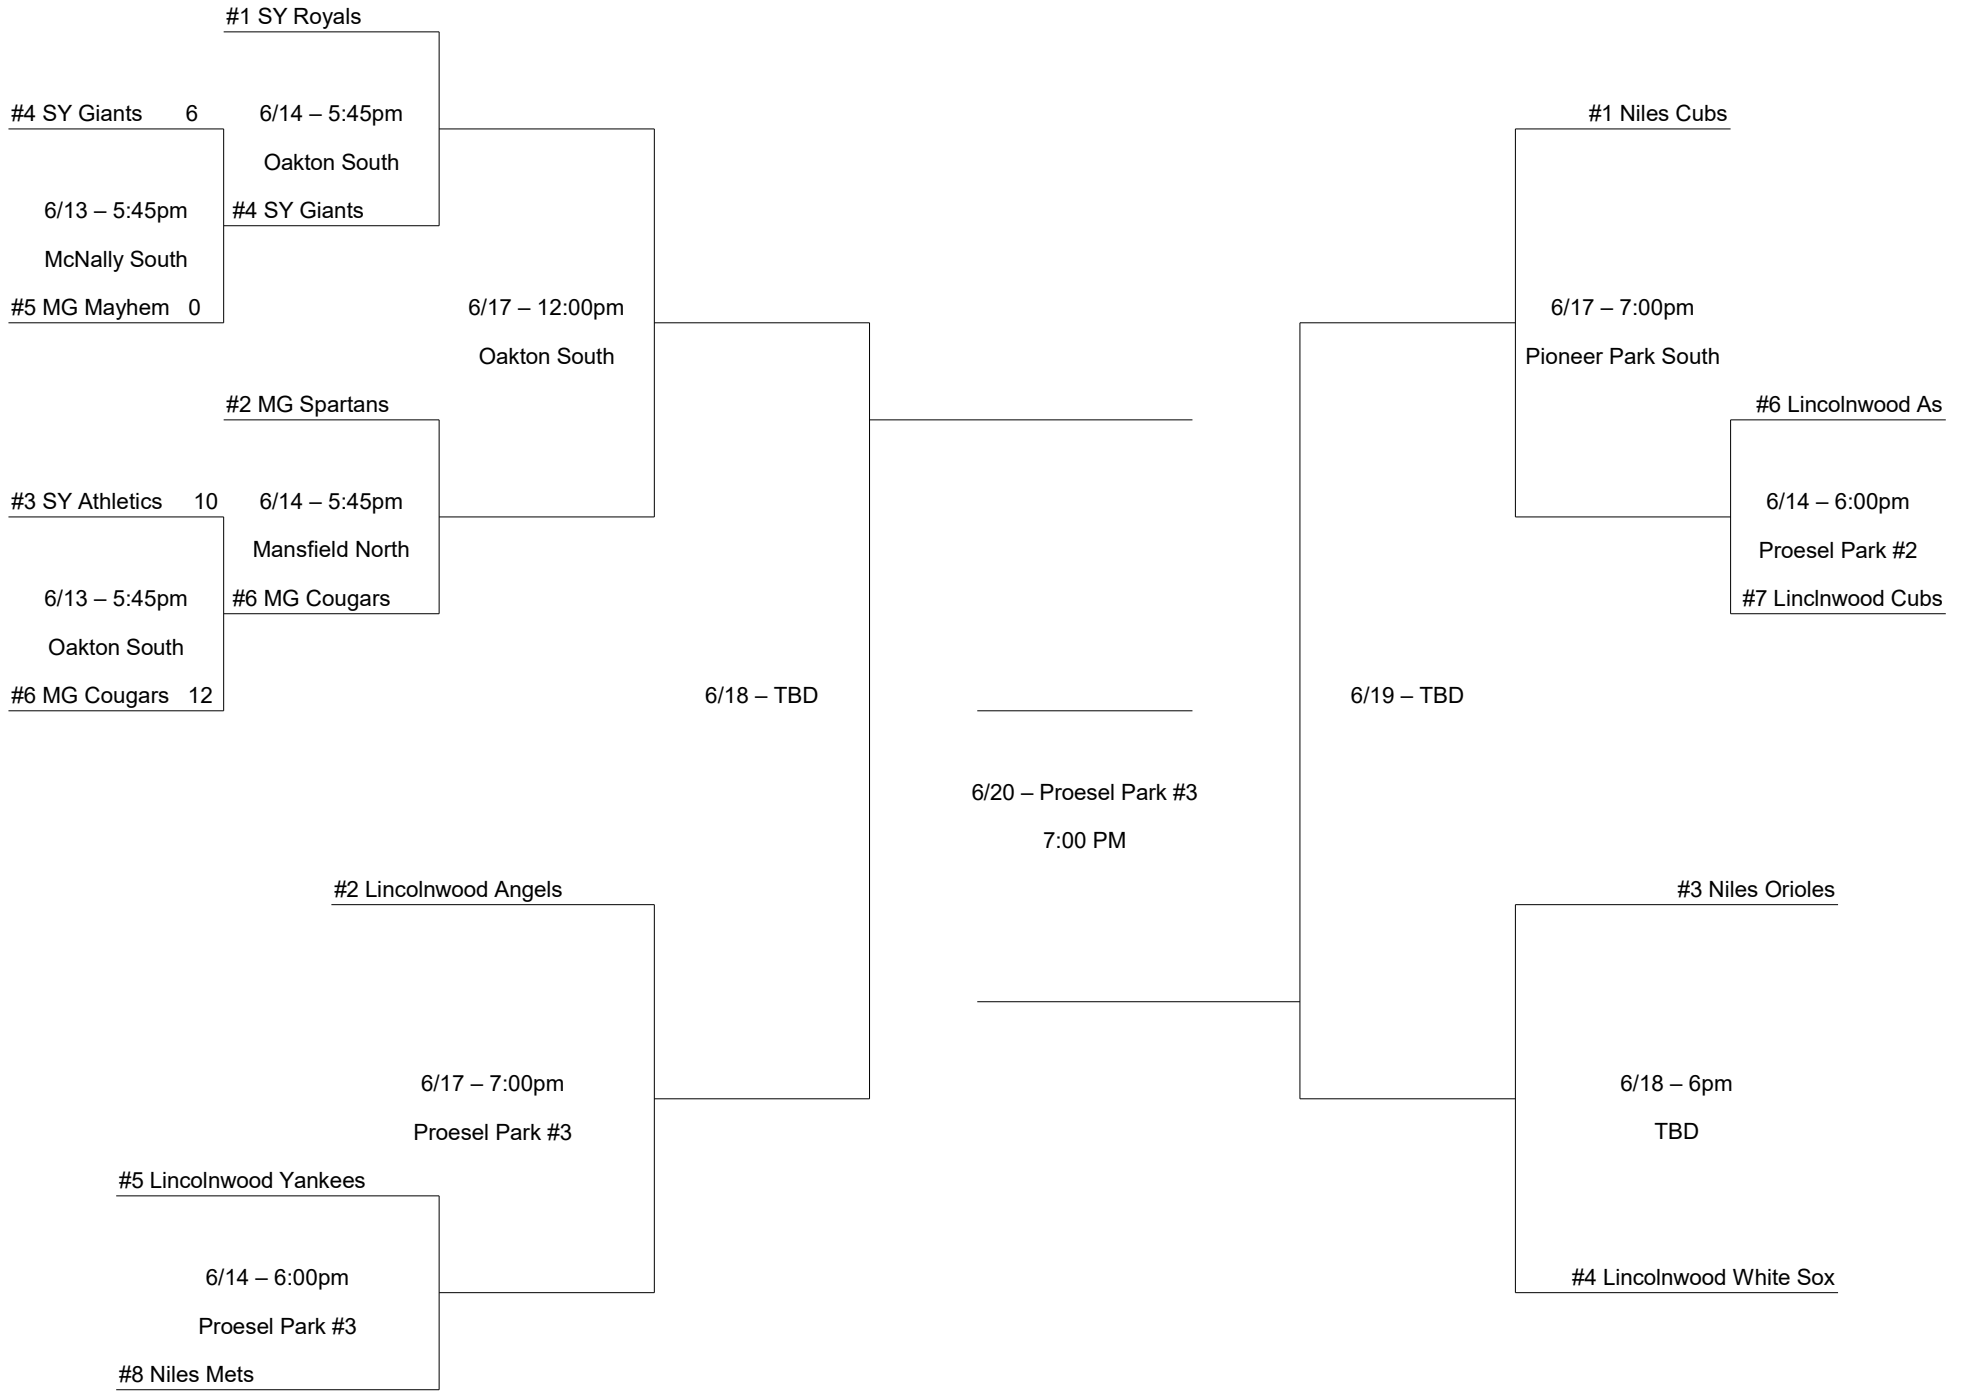 #1 SY Royals
#4 SY Giants 6
6/14 – 5:45pm
#1 Niles Cubs
Oakton South
6/13 – 5:45pm
#4 SY Giants
McNally South
#5 MG Mayhem 0
6/17 – 12:00pm
6/17 – 7:00pm
Oakton South
Pioneer Park South
#2 MG Spartans
#6 Lincolnwood As
#3 SY Athletics 10
6/14 – 5:45pm
6/14 – 6:00pm
Mansfield North
Proesel Park #2
6/13 – 5:45pm
#6 MG Cougars
#7 Linclnwood Cubs
Oakton South
#6 MG Cougars 12
6/18 – TBD
6/19 – TBD
6/20 – Proesel Park #3
7:00 PM
#2 Lincolnwood Angels
#3 Niles Orioles
6/17 – 7:00pm
6/18 – 6pm
Proesel Park #3
TBD
#5 Lincolnwood Yankees
6/14 – 6:00pm
#4 Lincolnwood White Sox
Proesel Park #3
#8 Niles Mets